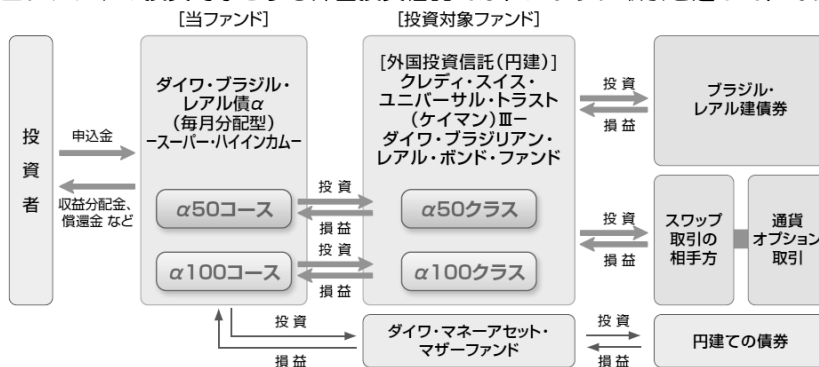 [当ファンド]
[投資対象ファンド]
投資者
申込金
収益分配金、
償還金 など
ダイワ・ブラジル・
レアル債α
(毎月分配型)
-スーパー・ハイインカム-
α50コース
α100コース
投 資
損 益
投 資
損 益
[外国投資信託(円建)]
クレディ・スイス・
ユニバーサル・トラスト
(ケイマン)Ⅲ-
ダイワ・ブラジリアン・
レアル・ボンド・ファンド
α50クラス
α100クラス
投 資
損 益
ブラジル・
レアル建債券
投 資
損 益
スワップ
取引の
相手方
通貨
オプション
取引
投 資
損 益
ダイワ・マネーアセット・
マザーファンド
投 資
損 益
円建ての債券